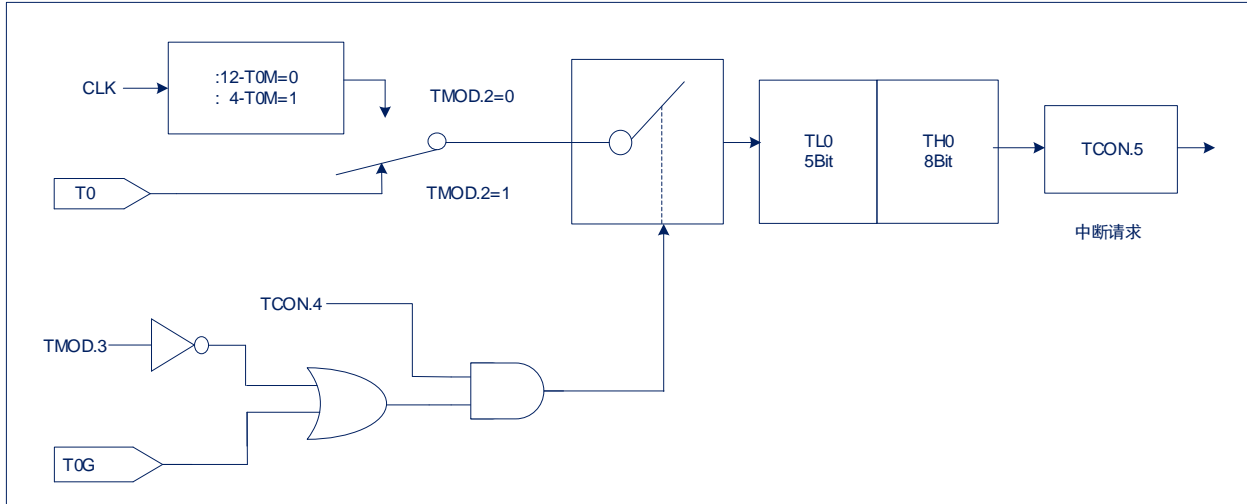 :12-T0M=0
: 4-T0M=1
CLK
TMOD.2=0
TL0
5Bit
TH0
8Bit
TCON.5
T0
TMOD.2=1
中断请求
TCON.4
TMOD.3
T0G